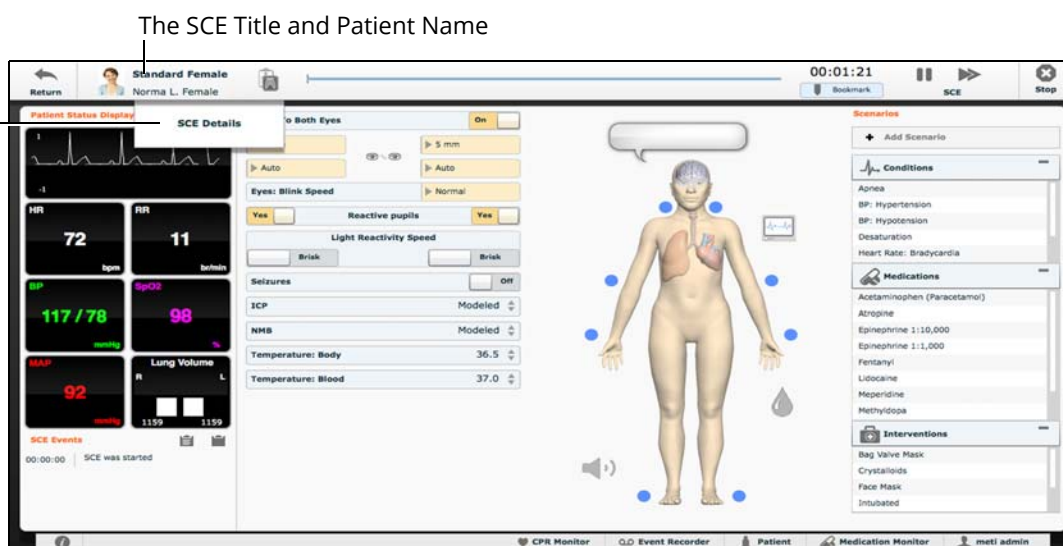 The SCE Title and Patient Name
Return
Standard Female
Norma L. Female
00:01:21
Bookmark
SCE
Stop
Patient Status Display
SCE Details
1
-1
HR
72
bpm
RR
11
br/min
BP
117 / 78
mmHg
SpO2
98
%
MAP
92
mmHg
Lung Volume
R L
1159 1159
SCE Events
00:00:00 SCE was started
o Both Eyes On
5 mm
Auto Auto
Eyes: Blink Speed Normal
Yes Reactive pupils Yes
Light Reactivity Speed
Brisk Brisk
Seizures Off
ICP Modeled
NMB Modeled
Temperature: Body 36.5
Temperature: Blood 37.0
Scenarios
+ Add Scenario
Conditions
Apnea
BP: Hypertension
BP: Hypotension
Desaturation
Heart Rate: Bradycardia
Medications
Acetaminophen (Paracetamol)
Atropine
Epinephrine 1:10,000
Epinephrine 1:1,000
Fentanyl
Lidocaine
Meperidine
Methyldopa
Interventions
Bag Valve Mask
Crystalloids
Face Mask
Intubated
CPR Monitor
Event Recorder
Patient
Medication Monitor
meti admin